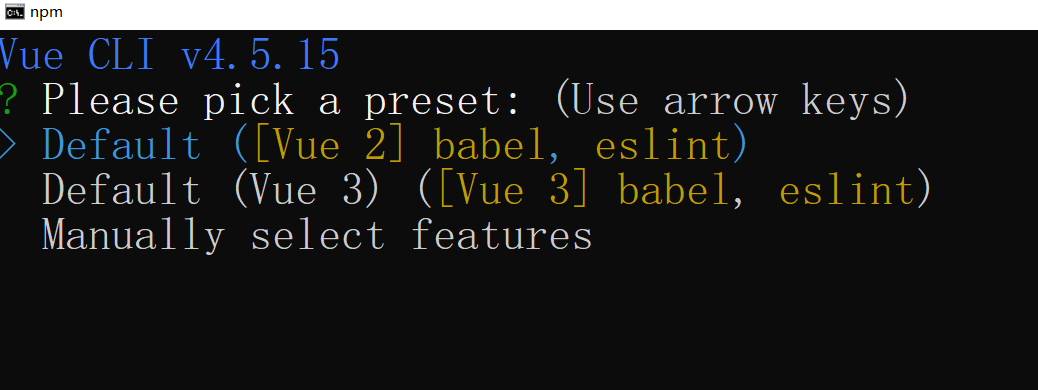 npm
Vue CLI v4.5.15
? Please pick a preset: (Use arrow keys)
> Default ([Vue 2] babel, eslint)
Default (Vue 3) ([Vue 3] babel, eslint)
Manually select features